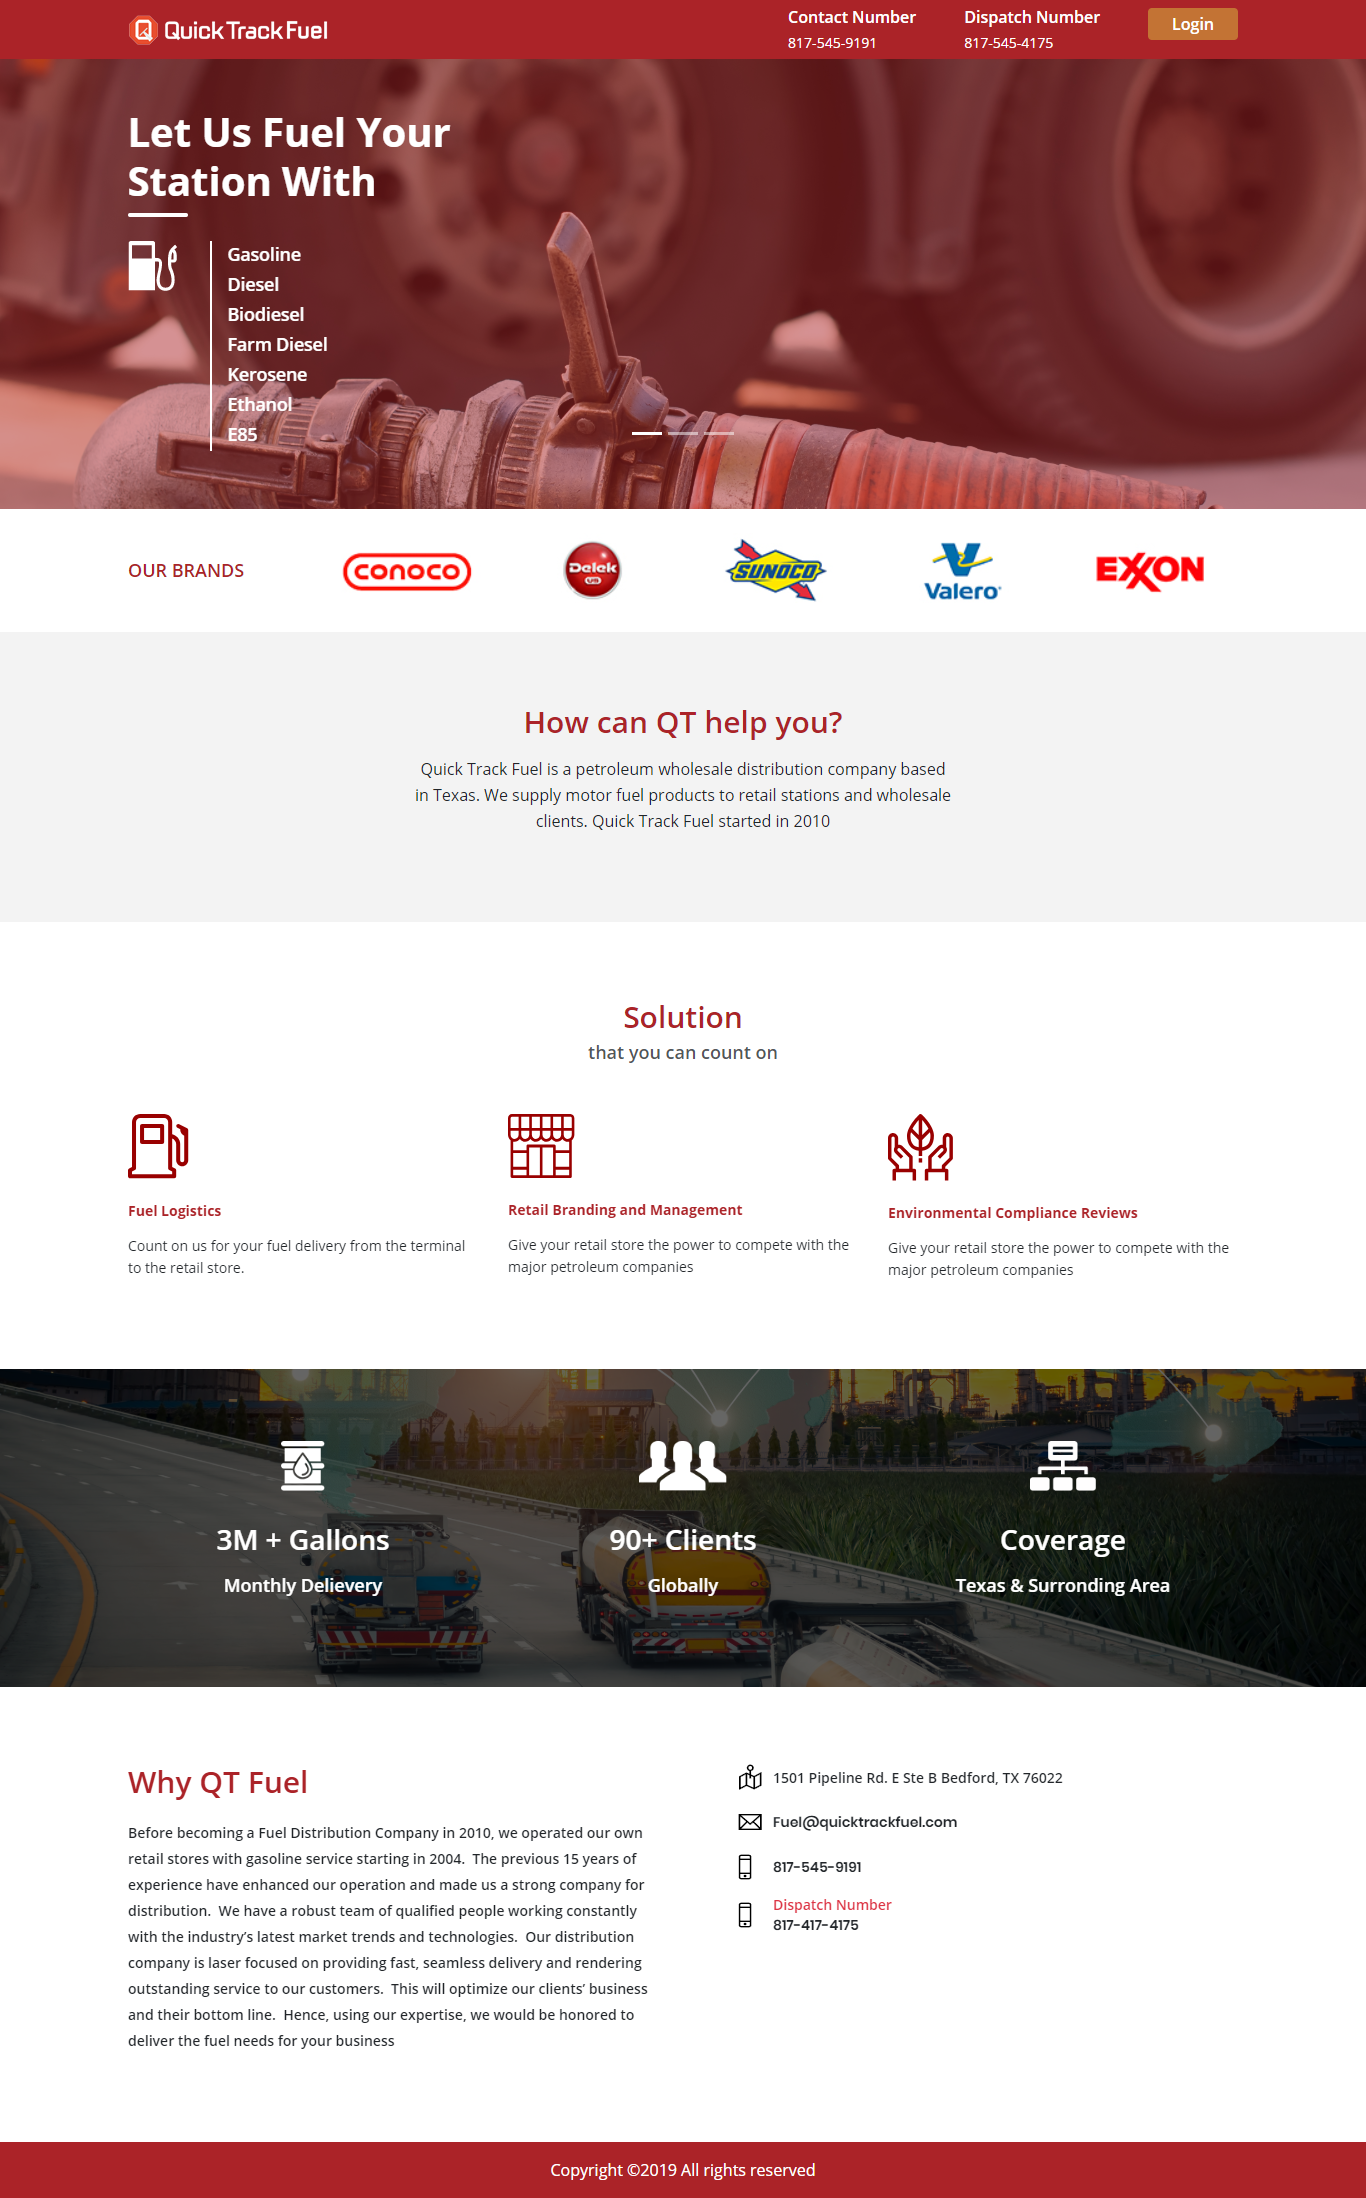 QuickTrackFuel
Contact Number
817-545-9191
Dispatch Number
817-545-4175
Login
Let Us Fuel Your
Station With
Gasoline
Diesel
Biodiesel
Farm Diesel
Kerosene
Ethanol
E85
OUR BRANDS
conoco
Delek
US
SUNOCO
Valero
EXXON
How can QT help you?
Quick Track Fuel is a petroleum wholesale distribution company based
in Texas. We supply motor fuel products to retail stations and wholesale
clients. Quick Track Fuel started in 2010
Solution
that you can count on
Fuel Logistics
Count on us for your fuel delivery from the terminal
to the retail store.
Retail Branding and Management
Give your retail store the power to compete with the
major petroleum companies
Environmental Compliance Reviews
Give your retail store the power to compete with the
major petroleum companies
3M + Gallons
Monthly Delievery
90+ Clients
Globally
Coverage
Texas & Surronding Area
Why QT Fuel
Before becoming a Fuel Distribution Company in 2010, we operated our own
retail stores with gasoline service starting in 2004.  The previous 15 years of
experience have enhanced our operation and made us a strong company for
distribution.  We have a robust team of qualified people working constantly
with the industry’s latest market trends and technologies.  Our distribution
company is laser focused on providing fast, seamless delivery and rendering
outstanding service to our customers.  This will optimize our clients’ business
and their bottom line.  Hence, using our expertise, we would be honored to
deliver the fuel needs for your business
1501 Pipeline Rd. E Ste B Bedford, TX 76022
Fuel@quicktrackfuel.com
817-545-9191
Dispatch Number
817-417-4175
Copyright ©2019 All rights reserved